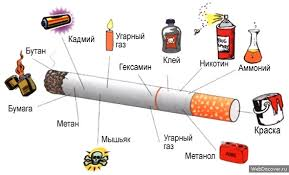 Кадмий
Угарный
газ
Клей
Бутан
Гексамин
Никотин
Аммоний
Бумага
Метан
Мышьяк
Угарный
газ
Метанол
Краска
WebDiscover.ru